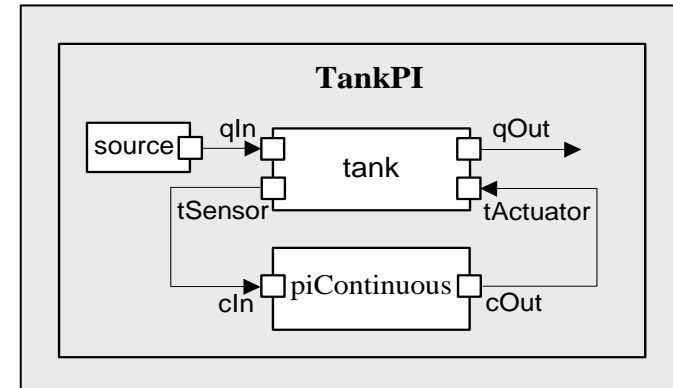 TankPI
source
qIn
tank
qOut
tSensor
tActuator
cIn
piContinuous
cOut